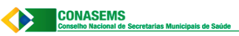 CONASEMS
Conselho Nacional de Secretarias Municipais de Saúde